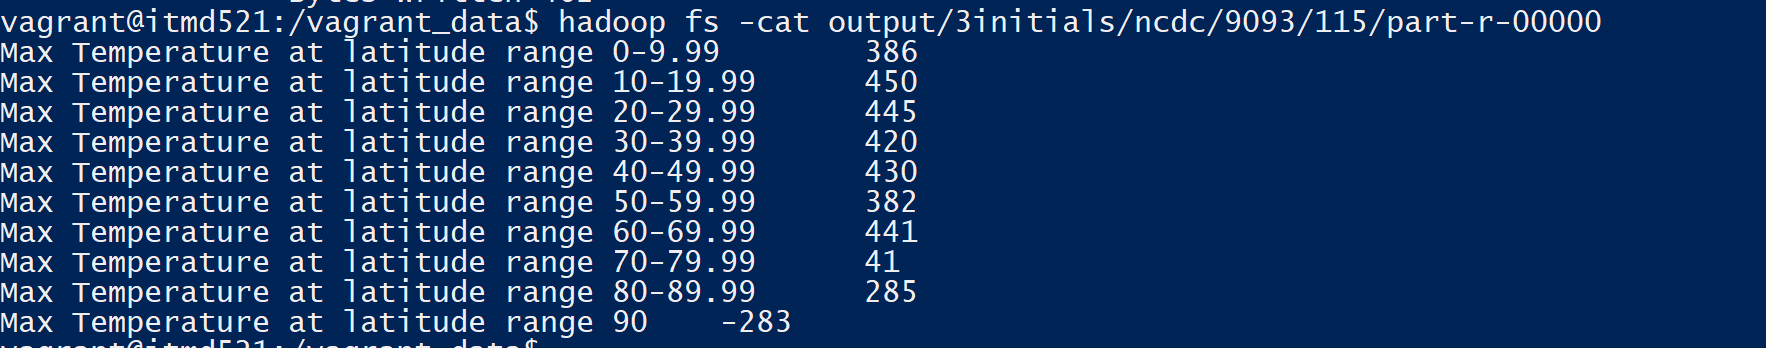 vagrant@itmd521:/vagrant_data$ hadoop fs -cat output/3initials/ncdc/9093/115/part-r-00000
Max Temperature at latitude range 0-9.99        386
Max Temperature at latitude range 10-19.99      450
Max Temperature at latitude range 20-29.99      445
Max Temperature at latitude range 30-39.99      420
Max Temperature at latitude range 40-49.99      430
Max Temperature at latitude range 50-59.99      382
Max Temperature at latitude range 60-69.99      441
Max Temperature at latitude range 70-79.99      41
Max Temperature at latitude range 80-89.99      285
Max Temperature at latitude range 90    -283
vagrant@itmd521:/vagrant_data$